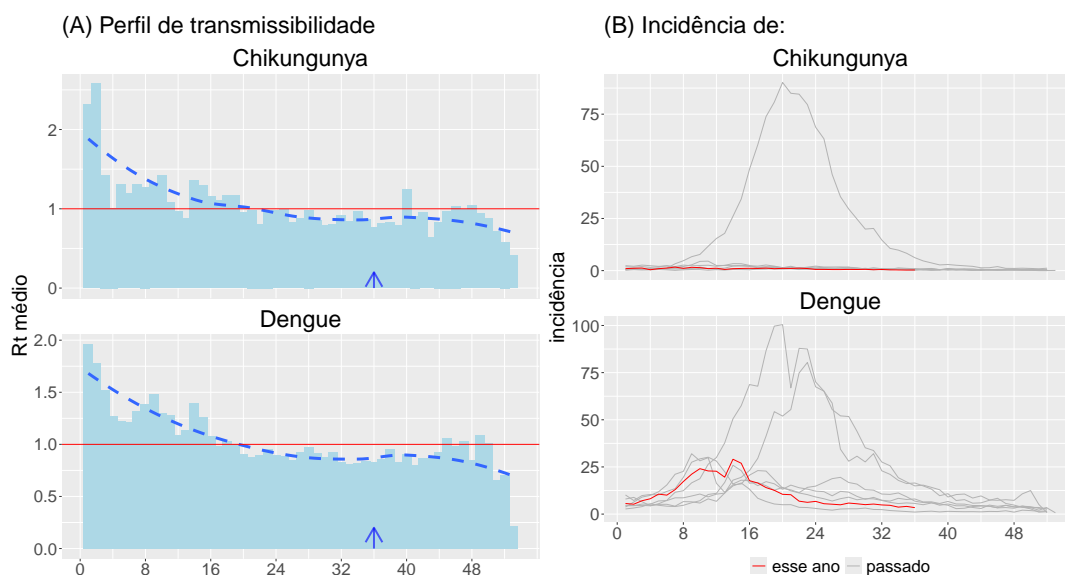 (A) Perfil de transmissibilidade
Chikungunya
2
1
0
Dengue
2.0
1.5
1.0
0.5
0.0
0 8 16 24 32 40 48
Rt médio
(B) Incidência de:
Chikungunya
75
50
25
0
Dengue
100
75
50
25
0
0 8 16 24 32 40 48
incidência
esse ano passado